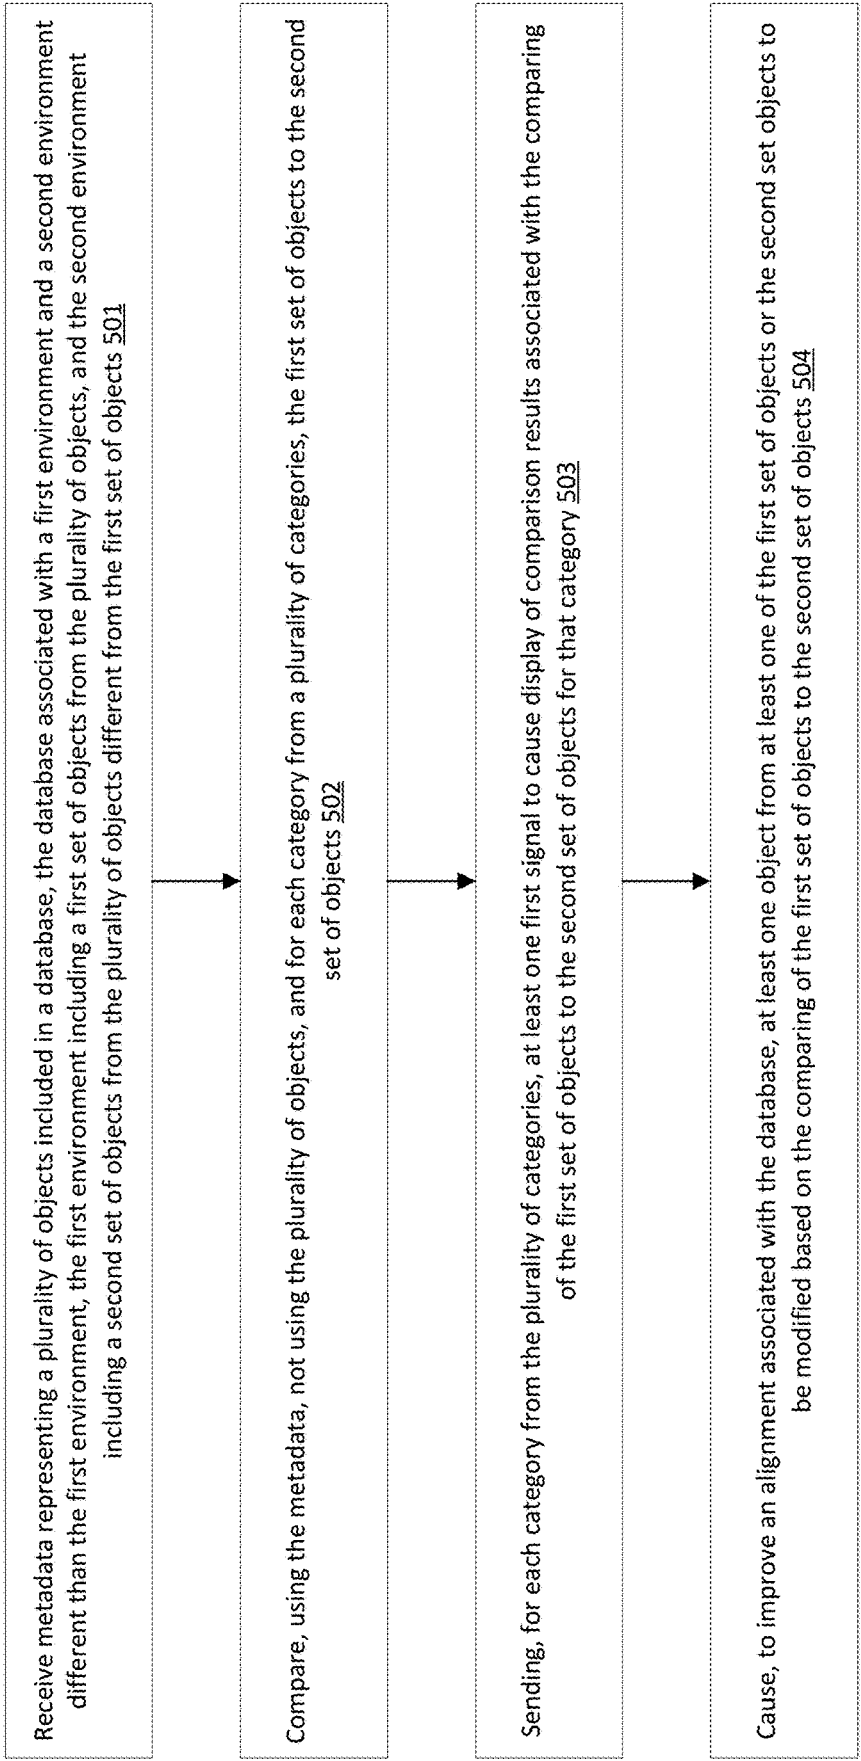 Receive metadata representing a plurality of objects included in a database, the database associated with a first environment and a second environment
different than the first environment, the first environment including a first set of objects from the plurality of objects, and the second environment
including a second set of objects from the plurality of objects different from the first set of objects 501
Compare, using the metadata, not using the plurality of objects, and for each category from a plurality of categories, the first set of objects to the second
set of objects 502
Sending, for each category from the plurality of categories, at least one first signal to cause display of comparison results associated with the comparing
of the first set of objects to the second set of objects for that category 503
Cause, to improve an alignment associated with the database, at least one object from at least one of the first set of objects or the second set objects to
be modified based on the comparing of the first set of objects to the second set of objects 504